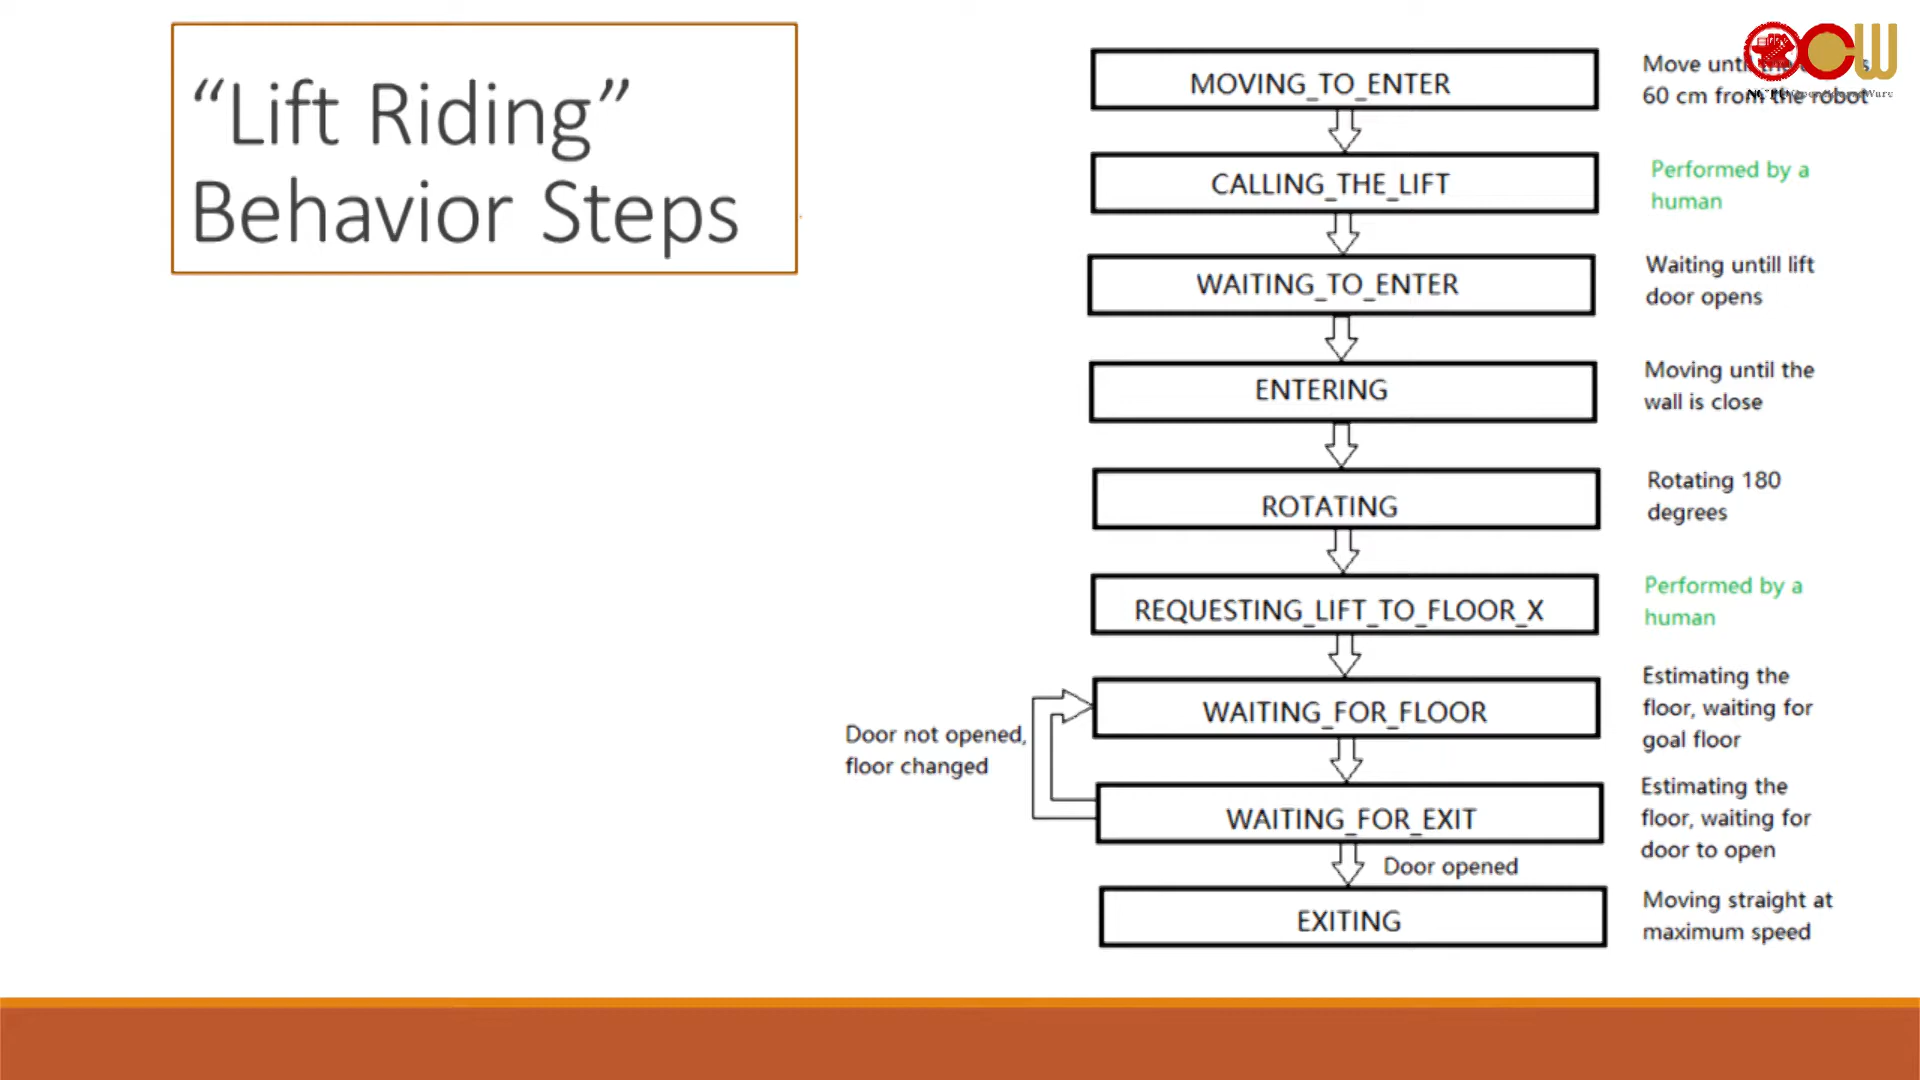 “Lift Riding”
Behavior Steps
MOVING_TO_ENTER
Move until
60 cm from the robot
CALLING_THE_LIFT
Performed by a
human
WAITING_TO_ENTER
Waiting untill lift
door opens
ENTERING
Moving until the
wall is close
ROTATING
Rotating 180
degrees
REQUESTING_LIFT_TO_FLOOR_X
Performed by a
human
WAITING_FOR_FLOOR
Estimating the
floor, waiting for
goal floor
Door not opened,
floor changed
WAITING_FOR_EXIT
Estimating the
floor, waiting for
door to open
Door opened
EXITING
Moving straight at
maximum speed